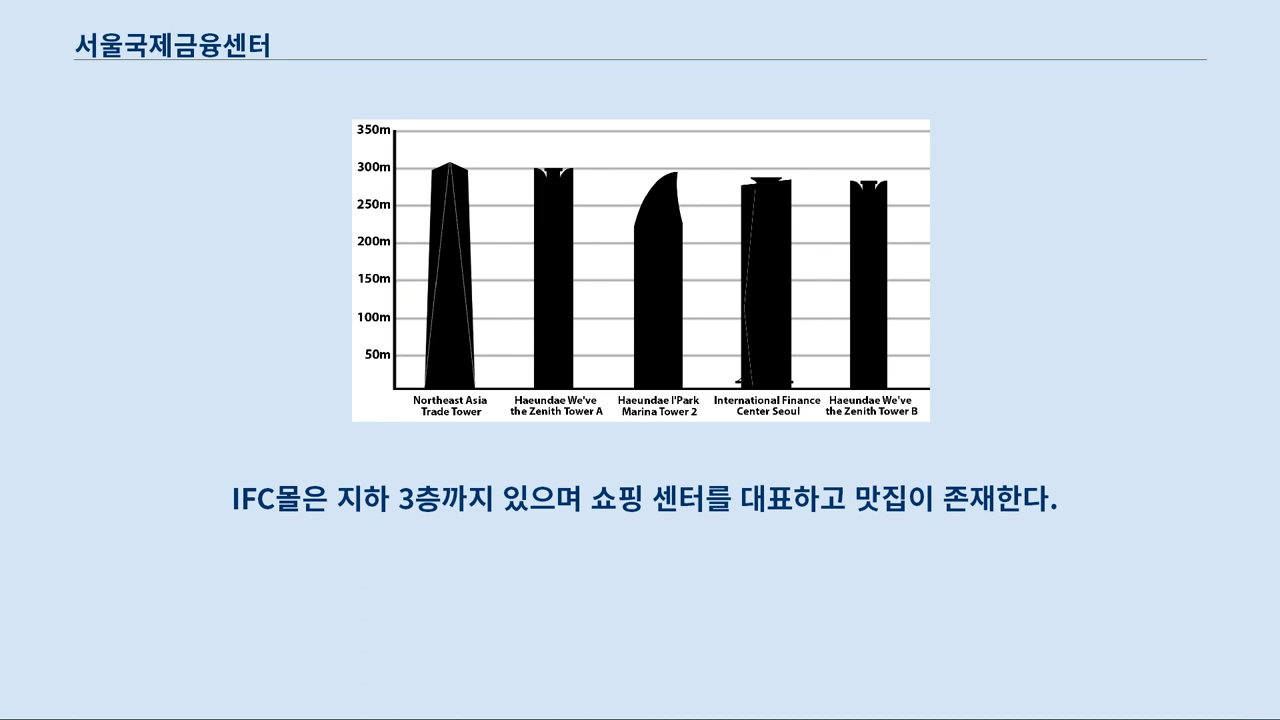 서울국제금융센터
350m
300m
250m
200m
150m
100m
50m
Northeast Asia
Trade Tower
Haeundae We've
the Zenith Tower A
Haeundae I'Park
Marina Tower 2
International Finance
Center Seoul
Haeundae We've
the Zenith Tower B
IFC몰은 지하 3층까지 있으며 쇼핑 센터를 대표하고 맛집이 존재한다.